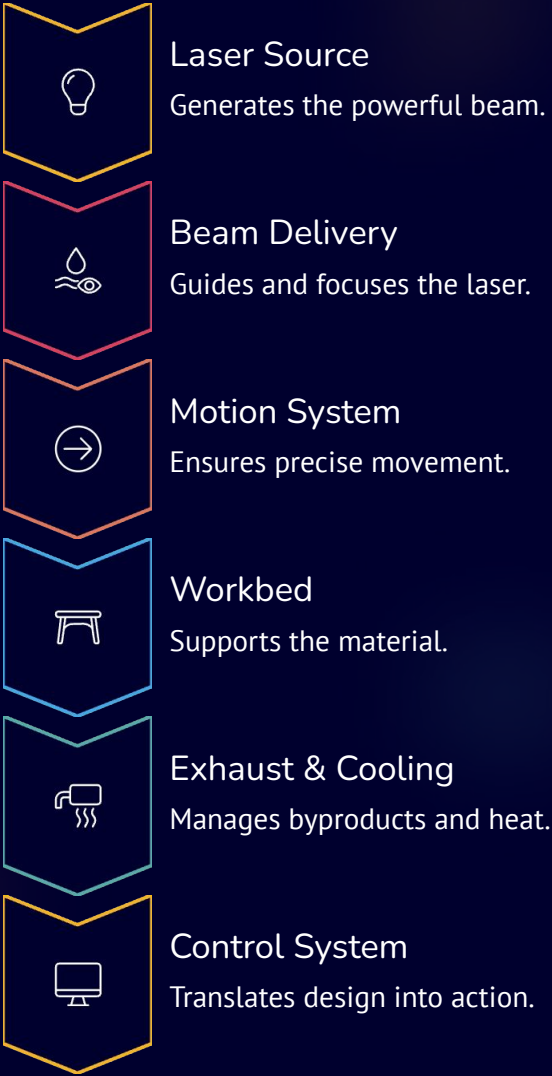 Laser Source
Generates the powerful beam.
Beam Delivery
Guides and focuses the laser.
Motion System
Ensures precise movement.
Workbed
Supports the material.
Exhaust & Cooling
Manages byproducts and heat.
Control System
Translates design into action.